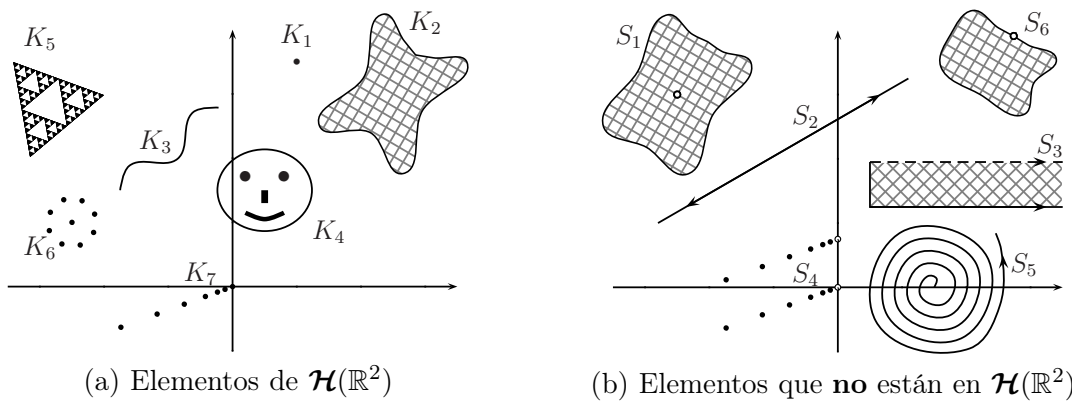 K₅
K₁
K₂
K₃
K₆
K₄
K₇
(a) Elementos de 𝓗(ℝ²)
S₁
S₆
S₂
S₃
S₄
S₅
(b) Elementos que no están en 𝓗(ℝ²)